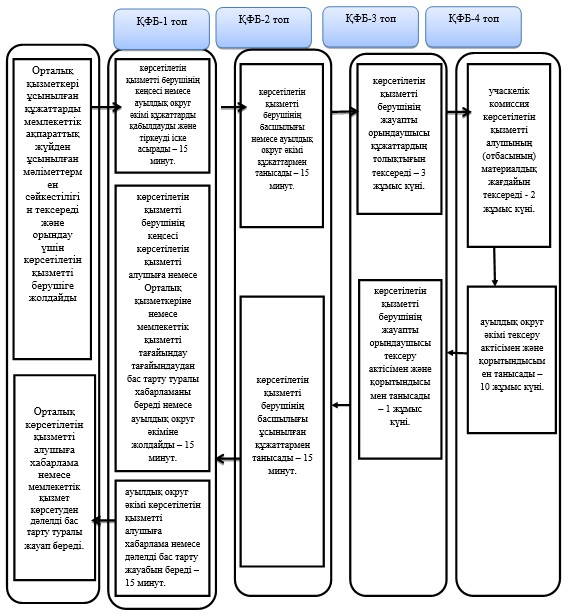 ҚФБ-1 топ
ҚФБ-2 топ
ҚФБ-3 топ
ҚФБ-4 топ
Орталық
қызметкері
ұсынылған
құжаттарды
мемлекеттік
ақпараттық
жүйден
ұсынылған
мәліметтерм
ен
сәйкестілігі
н тексереді
және
орындау
үшін
көрсетілетін
қызметті
берушіге
жолдайды
Орталық
көрсетілетін
қызметті
алушыға
хабарлама
немесе
мемлекеттік
қызмет
көрсетуден
дәлелді бас
тарту туралы
жауап береді.
көрсетілетін
қызметті берушінің
кеңсесі немесе
ауылдық округ
әкімі құжаттарды
қабылдауды және
тіркеуді іске
асырады – 15
минут.
көрсетілетін
қызметті
берушінің
кеңсесі
көрсетілетін
қызметті
алушыға немесе
Орталық
қызметкеріне
немесе
мемлекеттік
қызметті
тағайындау
тағайындаудан
бас тарту туралы
хабарламаны
береді немесе
ауылдық округ
әкіміне
жолдайды – 15
минут.
ауылдық округ
әкімі көрсетілетін
қызметті
алушыға
хабарлама немесе
дәлелді бас тарту
жауабын береді –
15 минут.
көрсетілетін
қызметті
берушінің
басшылығы
немесе ауылдық
округ әкімі
құжаттармен
танысады – 15
минут.
көрсетілетін
қызметті
берушінің
басшылығы
ұсынылған
құжаттармен
танысады – 15
минут.
көрсетілетін
қызметті
берушінің
жауапты
орындаушысы
құжаттардың
толықтығын
тексереді – 3
жұмыс күні.
көрсетілетін
қызметті
берушінің
жауапты
орындаушысы
тексеру
актісімен және
қорытындысы
мен танысады
– 1 жұмыс
күні.
учаскелік
комиссия
көрсетілетін
қызметті
алушының
(отбасының)
материалдық
жағдайын
тексереді - 2
жұмыс күні.
ауылдық округ
әкімі тексеру
актісімен және
қорытындысым
ен танысады –
10 жұмыс күні.